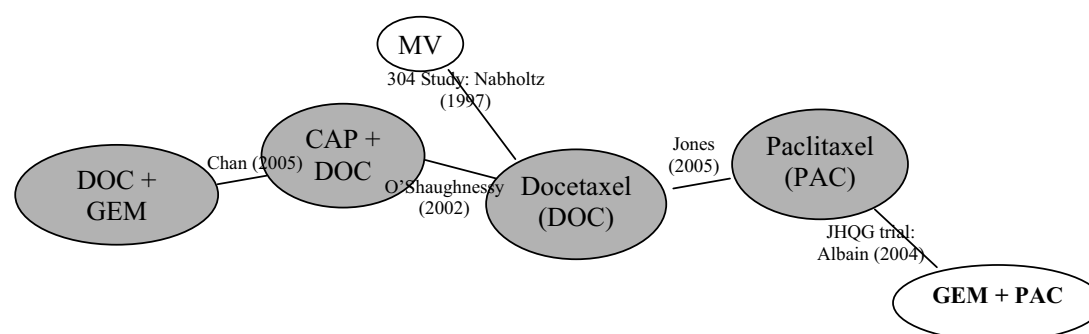 MV
304 Study: Nabholtz
(1997)
CAP +
DOC
Chan (2005)
DOC +
GEM
O'Shaughnessy
(2002)
Docetaxel
(DOC)
Jones
(2005)
Paclitaxel
(PAC)
JHQG trial:
Albain (2004)
GEM + PAC